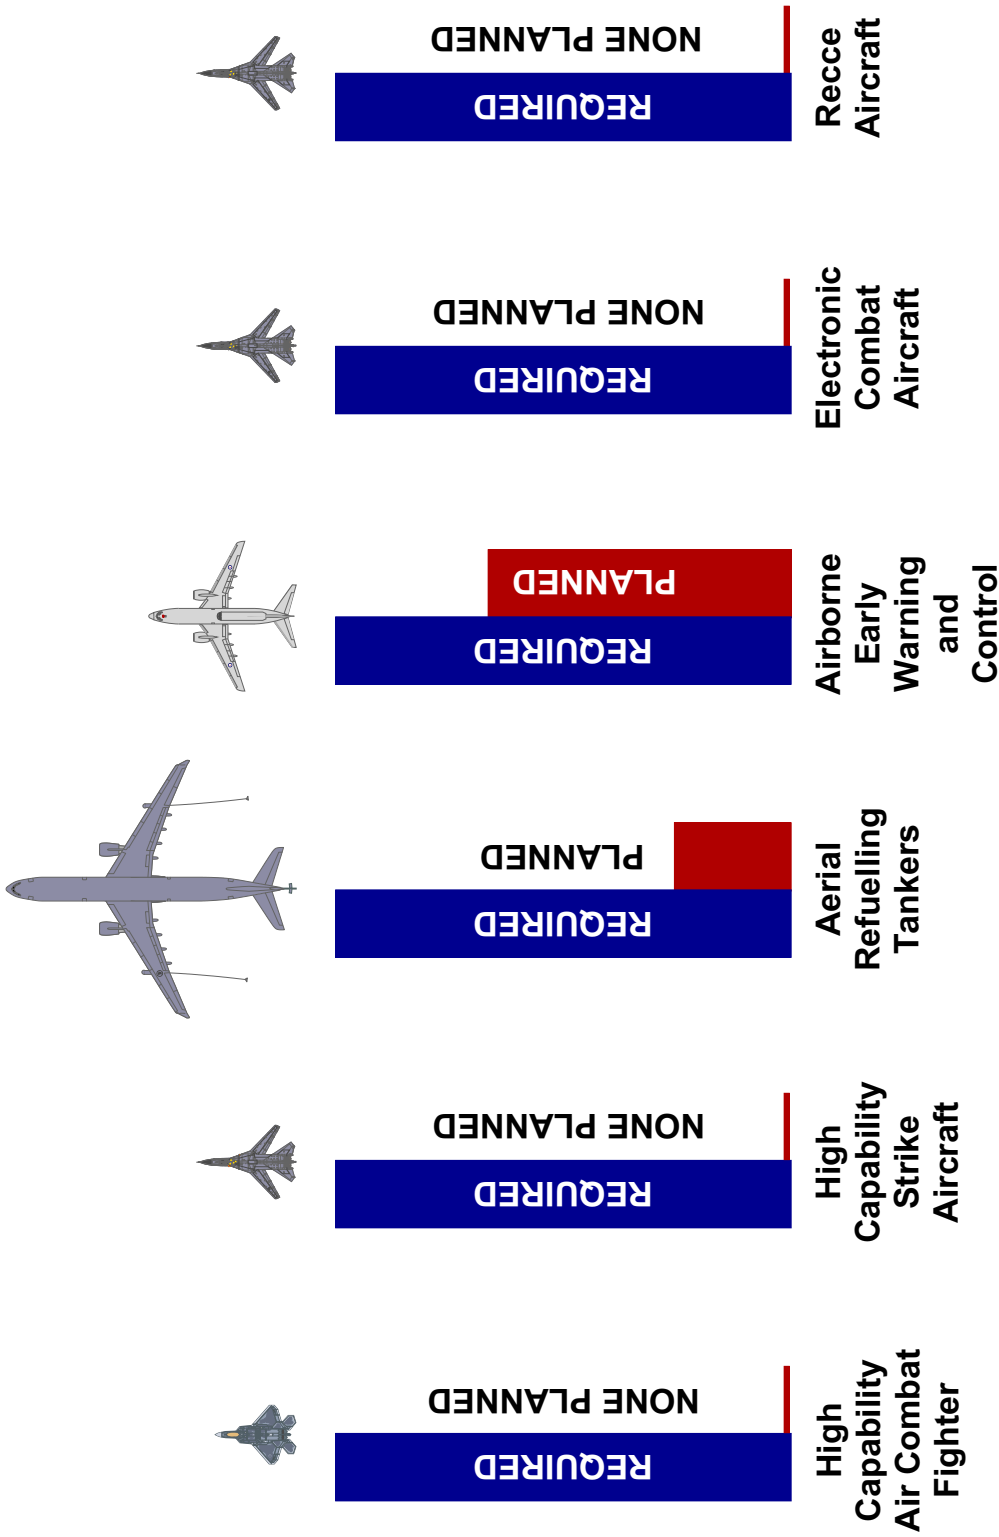 NONE PLANNED
REQUIRED
Recce
Aircraft
NONE PLANNED
REQUIRED
Electronic
Combat
Aircraft
PLANNED
REQUIRED
Airborne
Early
Warning
and
Control
PLANNED
REQUIRED
Aerial
Refuelling
Tankers
NONE PLANNED
REQUIRED
High
Capability
Strike
Aircraft
NONE PLANNED
REQUIRED
High
Capability
Air Combat
Fighter